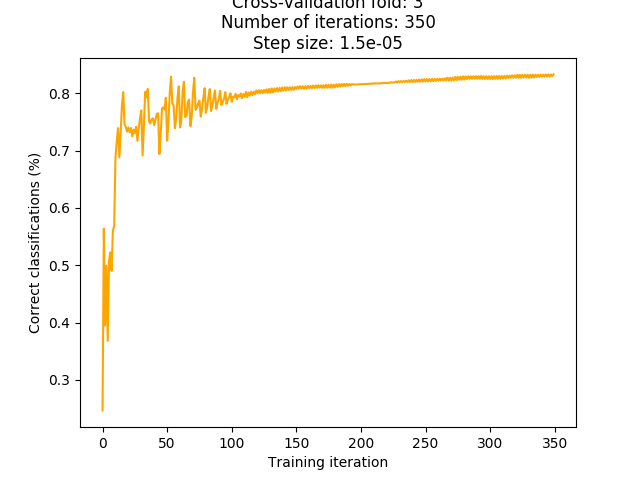 Cross-validation fold: 3
Number of iterations: 350
Step size: 1.5e-05
0.8
0.7
0.6
0.5
0.4
0.3
Correct classifications (%)
0 50 100 150 200 250 300 350
Training iteration